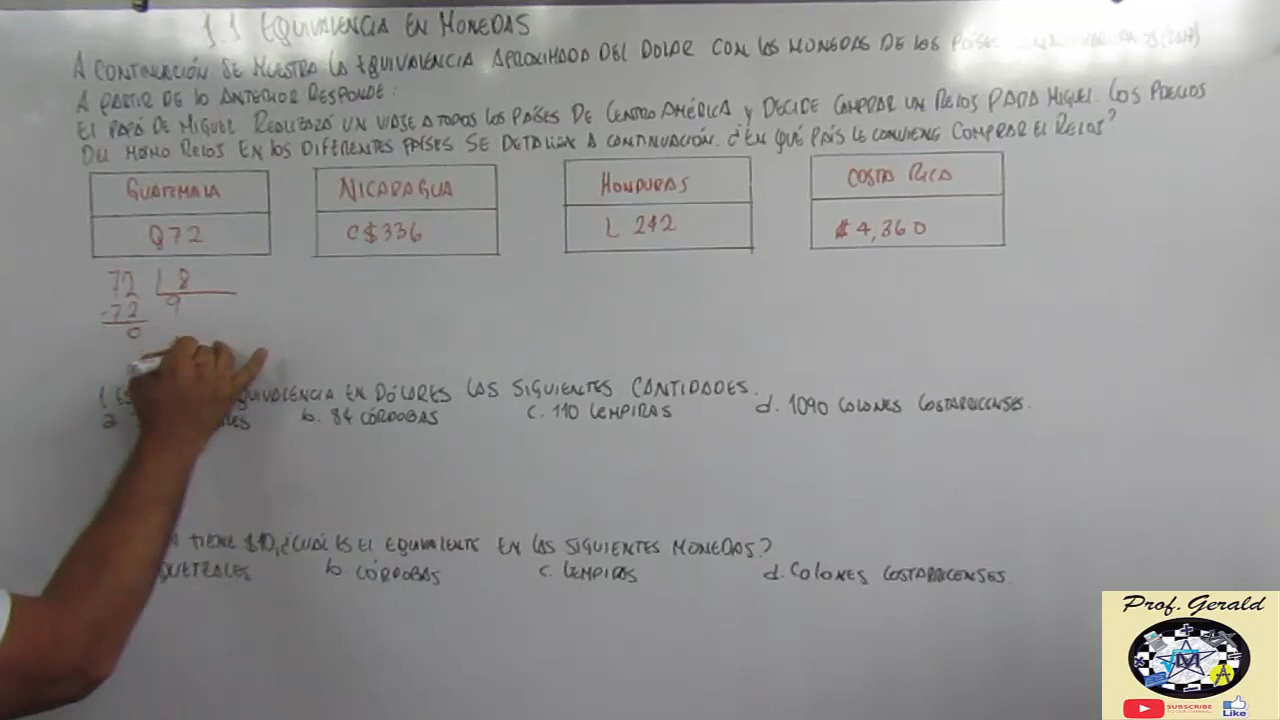 1.1 EQUIVALENCIA EN MONEDAS
A CONTINUACIÓN SE MUESTRA LA EQUIVALENCIA APROXIMADA DEL DOLAR CON LAS MONEDAS DE LOS PAÍSES (2017)
A PARTIR DE LO ANTERIOR RESPONDE:
EL PAPÁ DE MIGUEL REALIZARÁ UN VIAJE A TODOS LOS PAÍSES DE CENTRO AMÉRICA Y DECIDE COMPRAR UN RELOJ PARA MIGUEL. LOS PRECIOS
DEL MISMO RELOJ EN LOS DIFERENTES PAÍSES SE DETALLAN A CONTINUACIÓN. ¿EN QUÉ PAÍS LE CONVIENE COMPRAR EL RELOJ?
GUATEMALA NICARAGUA HONDURAS COSTA RICA
Q72 C$336 L 242 ₡4,360
72 8
-72 9
0
1 EQUIVALENCIA EN DÓLARES LAS SIGUIENTES CANTIDADES.
b. 84 CÓRDOBAS C. 110 LEMPIRAS d. 1090 COLONES COSTARRICENSES.
TIENE $10, ¿CUÁL ES EL EQUIVALENTE EN LAS SIGUIENTES MONEDAS?
QUETZALES b. CÓRDOBAS C. LEMPIRAS d. COLONES COSTARRICENSES.
Prof. Gerald
SUBSCRIBE
Like